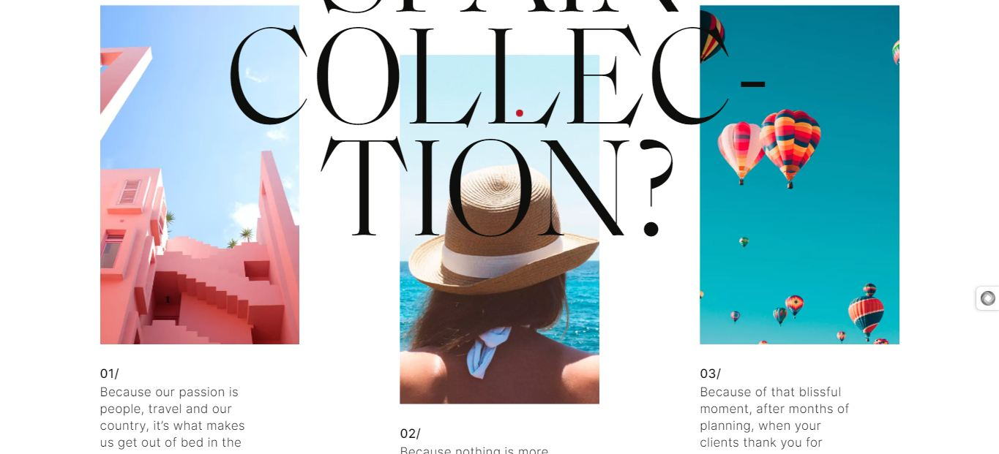 SPAIN
COLLEC-
TION?
01/
Because our passion is
people, travel and our
country, it's what makes
us get out of bed in the
02/
Because nothing is more
03/
Because of that blissful
moment, after months of
planning, when your
clients thank you for